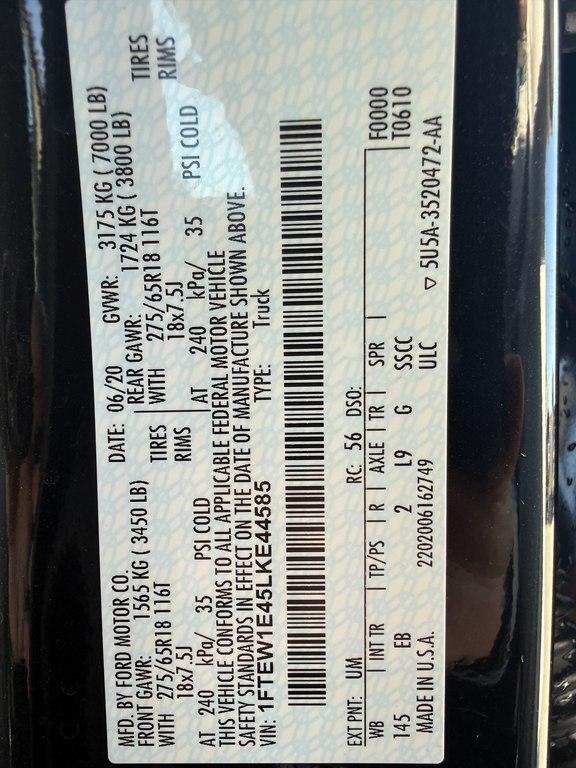 MFD. BY FORD MOTOR CO. DATE: 06/20 GVWR: 3175 KG ( 7000 LB)
FRONT GAWR: 1565 KG ( 3450 LB) REAR GAWR: 1724 KG ( 3800 LB)
WITH 275/65R18 116T TIRES WITH 275/65R18 116T TIRES
18x7.5J RIMS 18x7.5J RIMS
AT 240 kPa/ 35 PSI COLD AT 240 kPa/ 35 PSI COLD
THIS VEHICLE CONFORMS TO ALL APPLICABLE FEDERAL MOTOR VEHICLE
SAFETY STANDARDS IN EFFECT ON THE DATE OF MANUFACTURE SHOWN ABOVE.
VIN: 1FTEW1E45LKE44585 TYPE: Truck
EXT PNT: UM RC: 56 DSO:
WB INT TR TP/PS R AXLE TR SPR F0000
145 EB 2 L9 G SSCC T0610
MADE IN U.S.A. 2202006162749 ULC ▽ 5U5A-3520472-AA